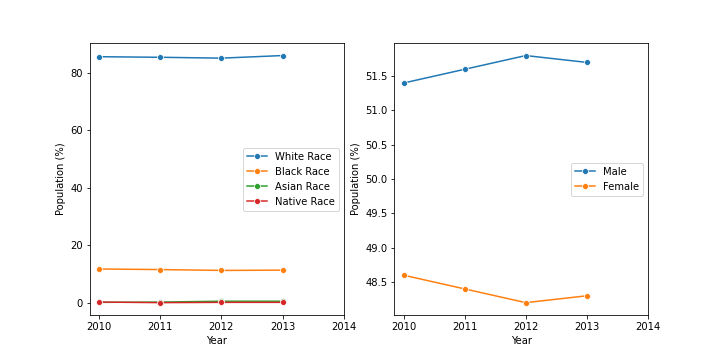 80
60
40
20
0
Population (%)
2010 2011 2012 2013 2014
Year
White Race
Black Race
Asian Race
Native Race
51.5
51.0
50.5
50.0
49.5
49.0
48.5
Population (%)
2010 2011 2012 2013 2014
Year
Male
Female